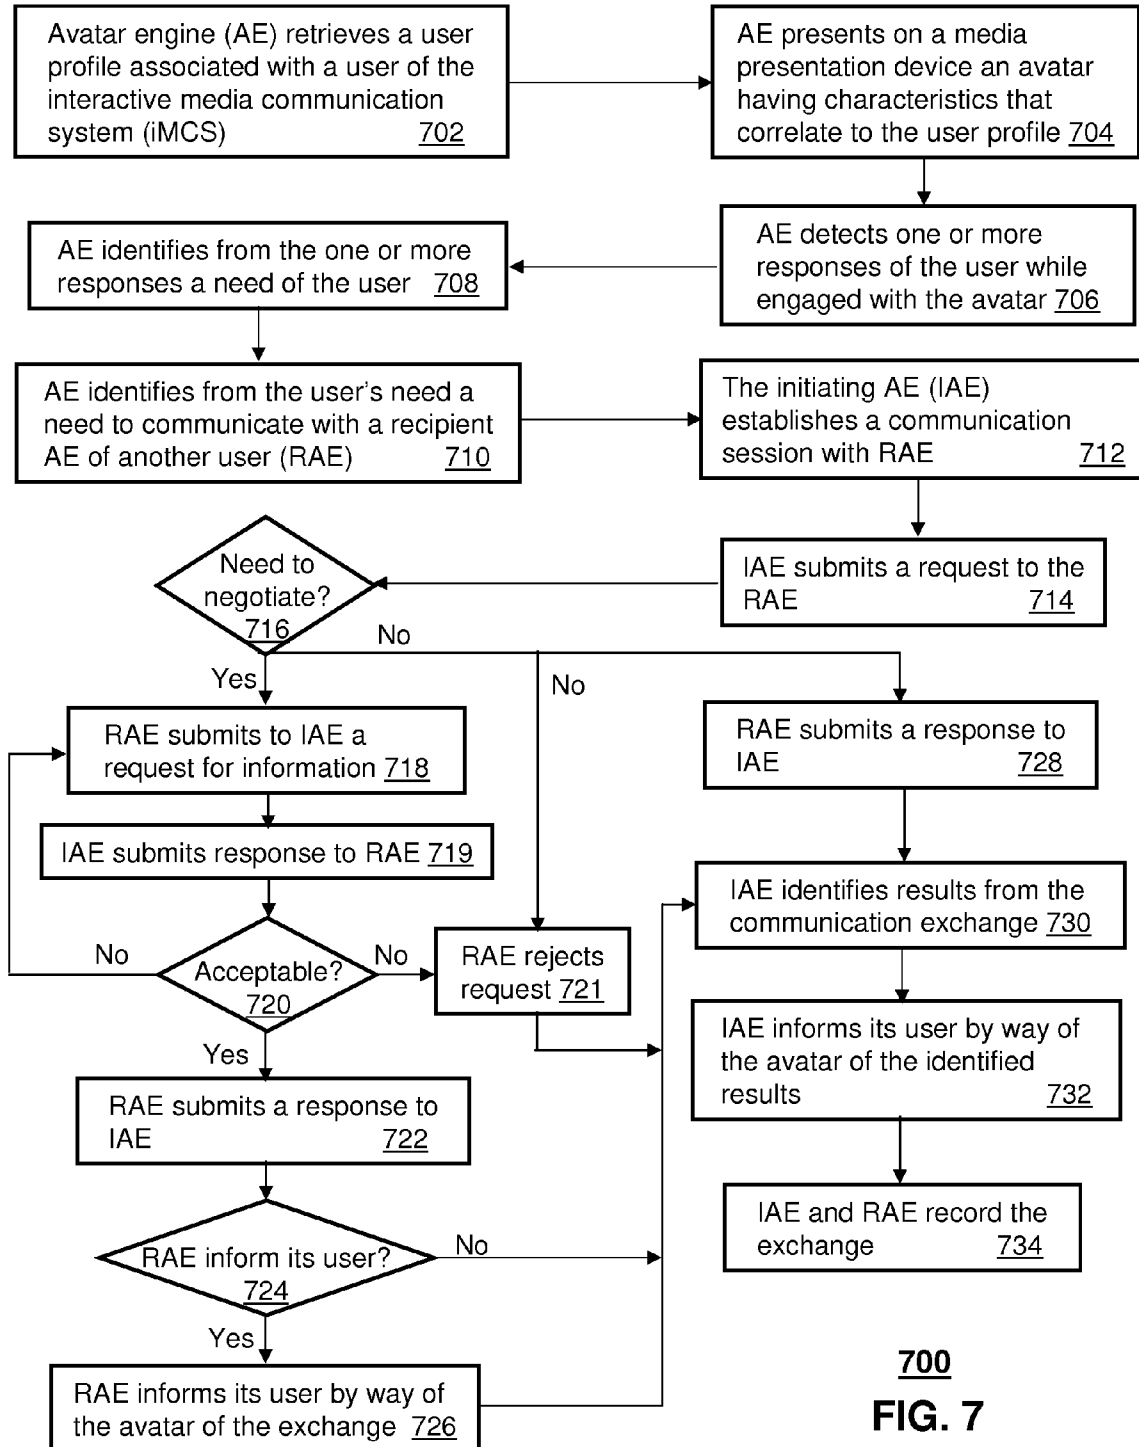 Avatar engine (AE) retrieves a user
profile associated with a user of the
interactive media communication
system (iMCS) 702
AE presents on a media
presentation device an avatar
having characteristics that
correlate to the user profile 704
AE detects one or more
responses of the user while
engaged with the avatar 706
AE identifies from the one or more
responses a need of the user 708
AE identifies from the user's need a
need to communicate with a recipient
AE of another user (RAE) 710
The initiating AE (IAE)
establishes a communication
session with RAE 712
IAE submits a request to the
RAE 714
Need to
negotiate?
716
No
Yes
No
RAE submits to IAE a
request for information 718
RAE submits a response to
IAE 728
IAE submits response to RAE 719
IAE identifies results from the
communication exchange 730
No
Acceptable?
720
No
RAE rejects
request 721
Yes
IAE informs its user by way of
the avatar of the identified
results 732
RAE submits a response to
IAE 722
IAE and RAE record the
exchange 734
RAE inform its user?
724
No
Yes
RAE informs its user by way of
the avatar of the exchange 726
700
FIG. 7